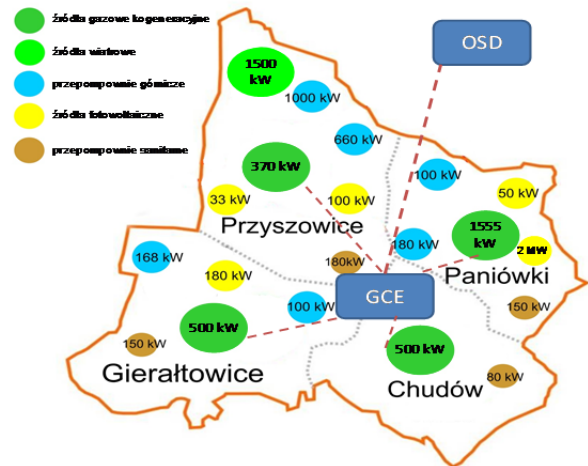 źródła gazowe kogeneracyjne
źródła wiatrowe
przepompownie górnicze
źródła fotowoltaiczne
przepompownie sanitarne
OSD
1500
kW
1000 kW
660 kW
370 kW
100 kW
50 kW
33 kW
100 kW
Przyszowice
1555
kW
2 MW
180 kW
Paniówki
168 kW
180 kW
180kW
GCE
100 kW
150 kW
500 kW
150 kW
500 kW
Gierałtowice
Chudów
80 kW